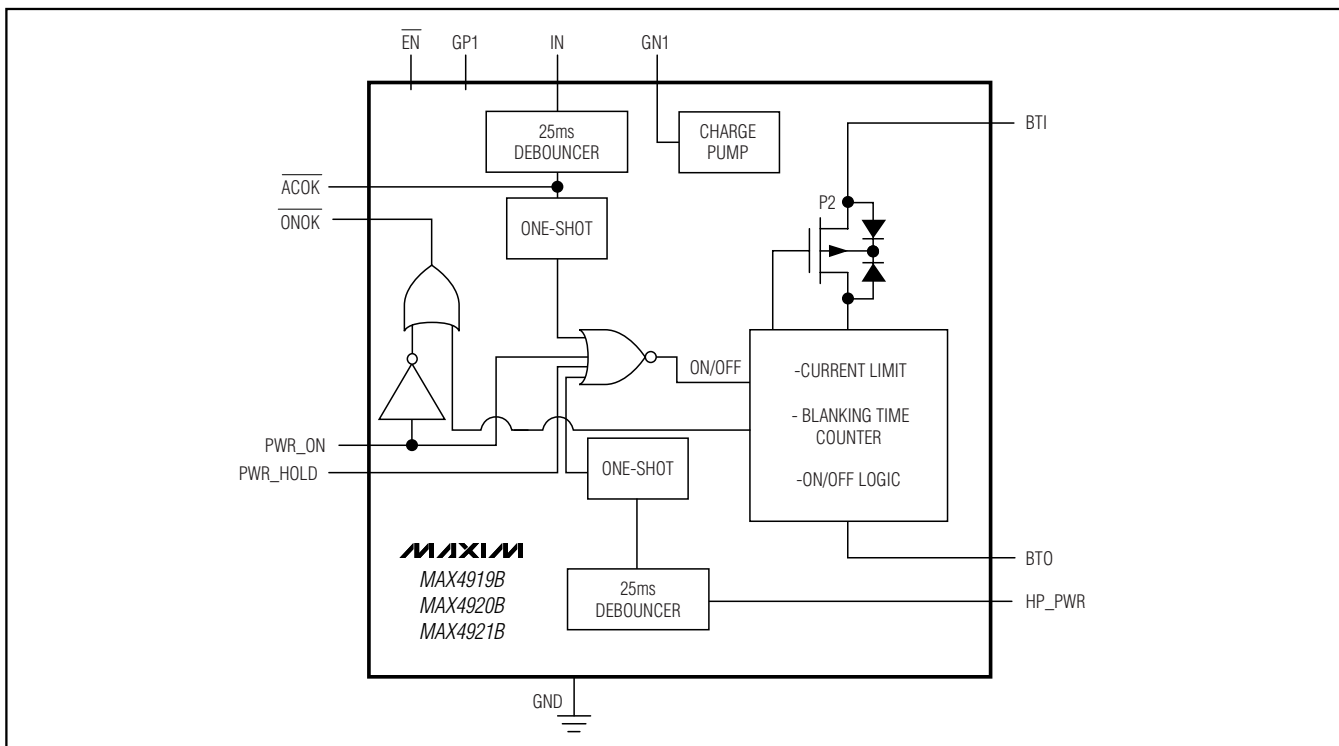 EN GP1 IN GN1
25ms
DEBOUNCER
CHARGE
PUMP
BTI
ACOK
ONOK
ONE-SHOT
P2
ON/OFF
-CURRENT LIMIT
- BLANKING TIME
COUNTER
-ON/OFF LOGIC
PWR_ON
PWR_HOLD
ONE-SHOT
MAXIM
MAX4919B
MAX4920B
MAX4921B
25ms
DEBOUNCER
BTO
HP_PWR
GND